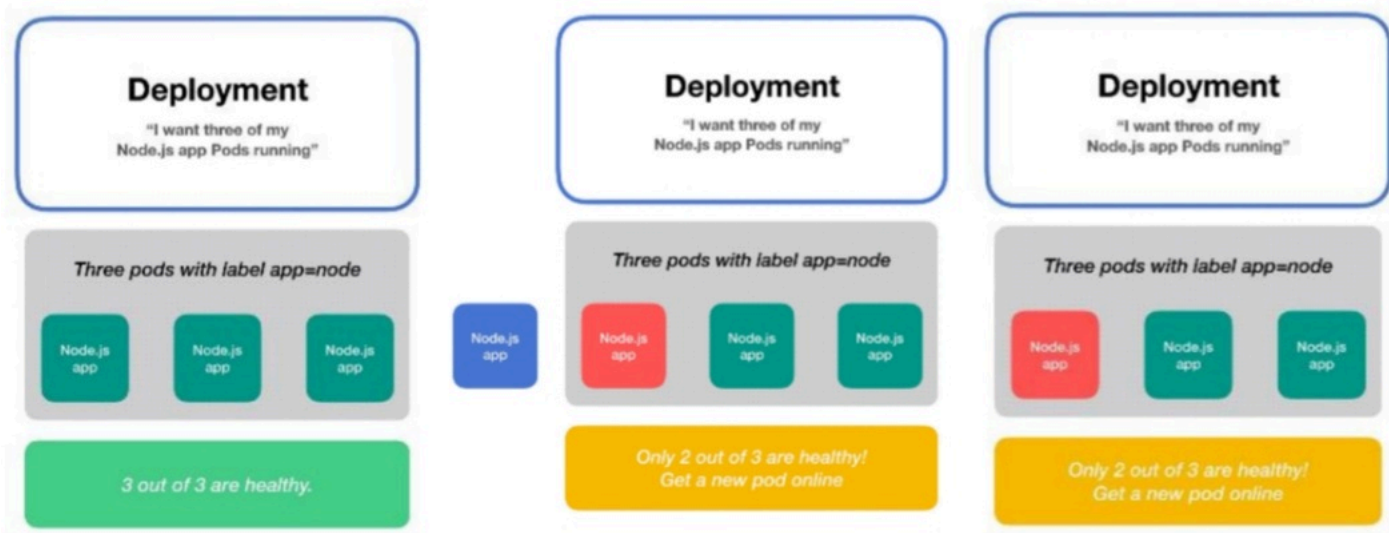 Deployment
“I want three of my
Node.js app Pods running”
Three pods with label app=node
Node.js
app
Node.js
app
Node.js
app
3 out of 3 are healthy.
Node.js
app
Deployment
“I want three of my
Node.js app Pods running”
Three pods with label app=node
Node.js
app
Node.js
app
Node.js
app
Only 2 out of 3 are healthy!
Get a new pod online
Deployment
“I want three of my
Node.js app Pods running”
Three pods with label app=node
Node.js
app
Node.js
app
Node.js
app
Only 2 out of 3 are healthy!
Get a new pod online